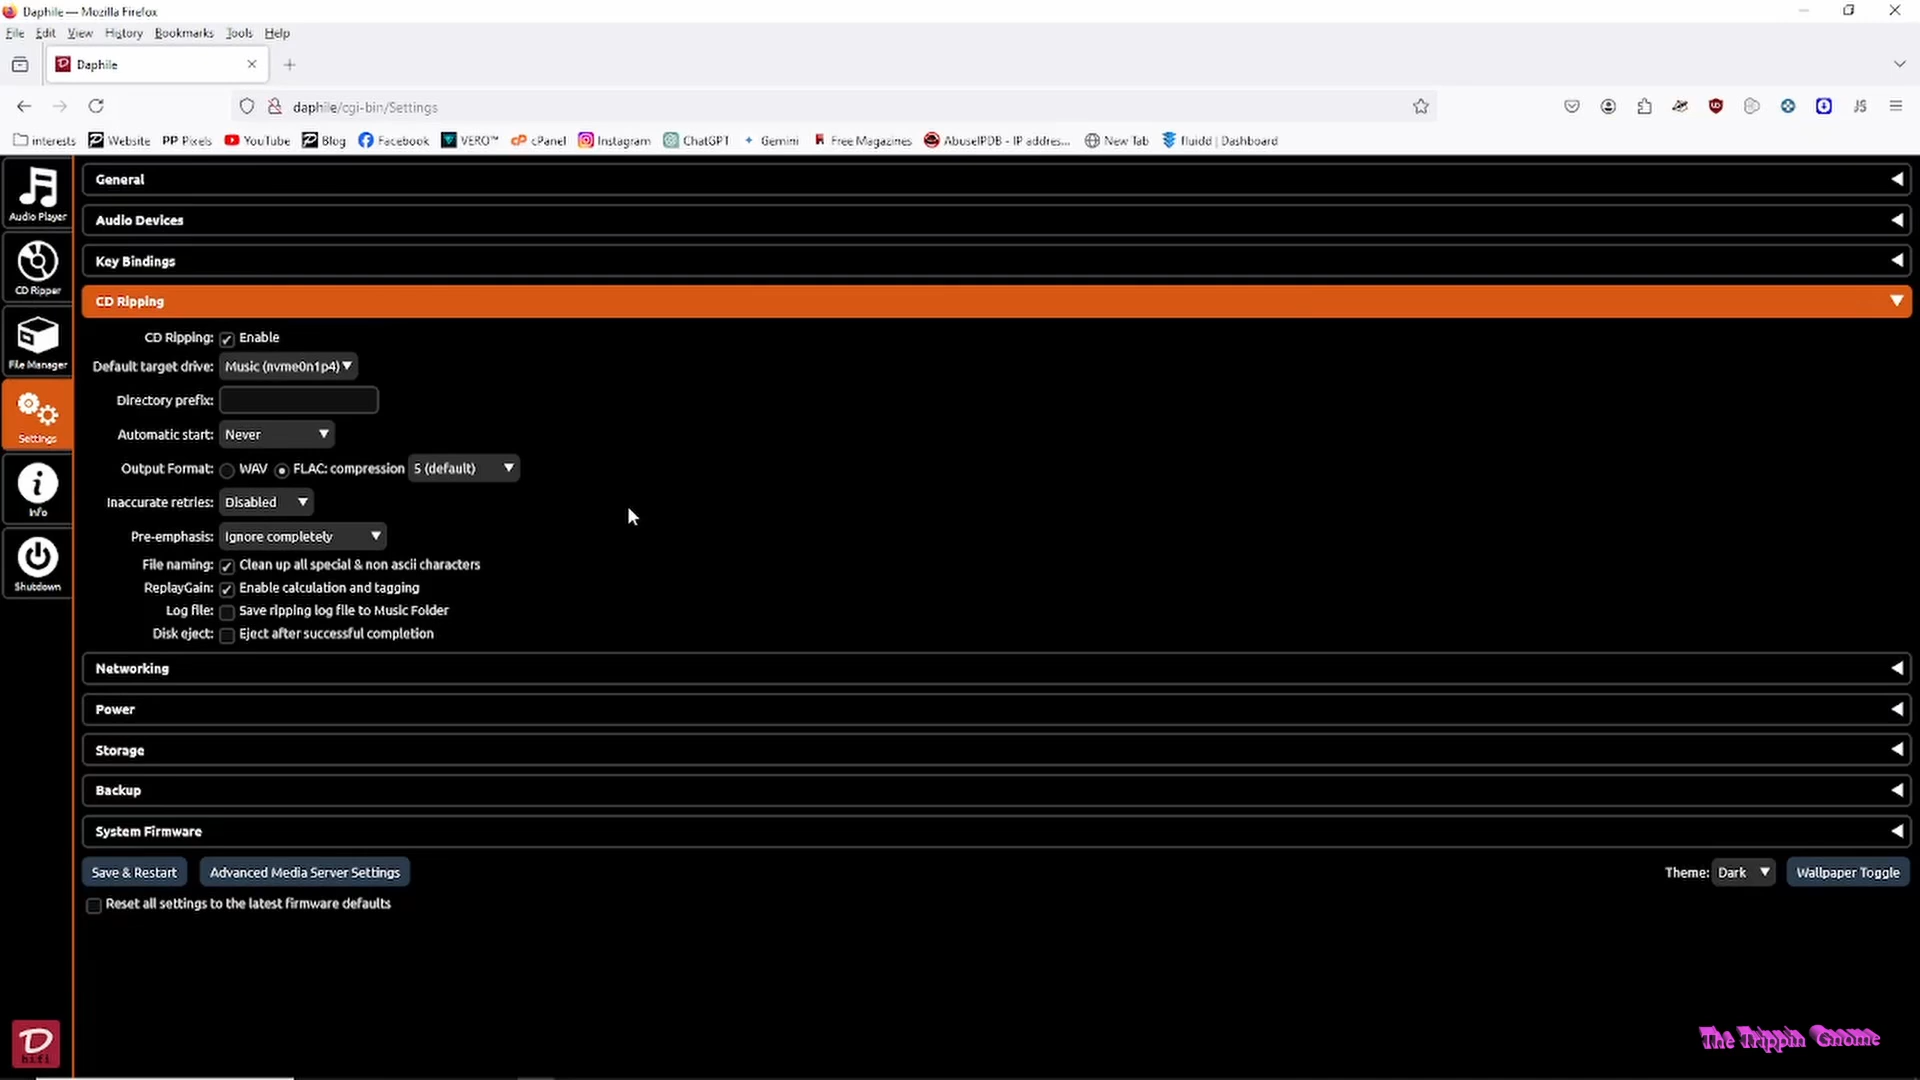 Daphile — Mozilla Firefox
File Edit View History Bookmarks Tools Help
Daphile
daphile/cgi-bin/Settings
interests Website PP Pixels YouTube Blog Facebook VERO™ cPanel Instagram ChatGPT Gemini Free Magazines AbuseIPDB - IP addres... New Tab fluidd | Dashboard
Audio Player
CD Ripper
File Manager
Settings
Info
Shutdown
General
Audio Devices
Key Bindings
CD Ripping
CD Ripping: Enable
Default target drive: Music (nvme0n1p4)
Directory prefix:
Automatic start: Never
Output Format: WAV FLAC: compression 5 (default)
Inaccurate retries: Disabled
Pre-emphasis: Ignore completely
File naming: Clean up all special & non ascii characters
ReplayGain: Enable calculation and tagging
Log file: Save ripping log file to Music Folder
Disk eject: Eject after successful completion
Networking
Power
Storage
Backup
System Firmware
Save & Restart Advanced Media Server Settings Theme: Dark Wallpaper Toggle
Reset all settings to the latest firmware defaults
D
hifi
The Trippin Gnome